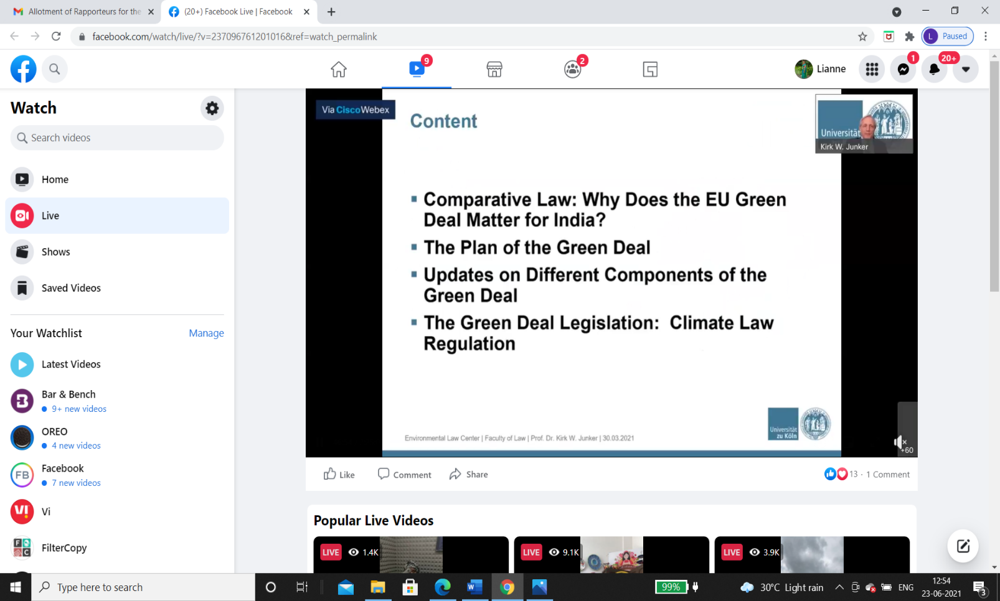 Allotment of Rapporteurs for the
(20+) Facebook Live | Facebook
facebook.com/watch/live/?v=237096761201016&ref=watch_permalink
L Paused
9
2
Lianne
1
20+
Watch
Search videos
Home
Live
Shows
Saved Videos
Your Watchlist Manage
Latest Videos
Bar & Bench
9+ new videos
OREO
4 new videos
FB
Facebook
7 new videos
Vi
FilterCopy
Via Cisco Webex
Content
Universität
Kirk W. Junker
▪ Comparative Law: Why Does the EU Green
Deal Matter for India?
▪ The Plan of the Green Deal
▪ Updates on Different Components of the
Green Deal
▪ The Green Deal Legislation: Climate Law
Regulation
Universität
zu Köln
Environmental Law Center | Faculty of Law | Prof. Dr. Kirk W. Junker | 30.03.2021
+60
Like Comment Share 13 · 1 Comment
Popular Live Videos
LIVE 1.4K LIVE 9.1K LIVE 3.9K
Type here to search
99%
30°C Light rain
ENG
12:54
23-06-2021
3